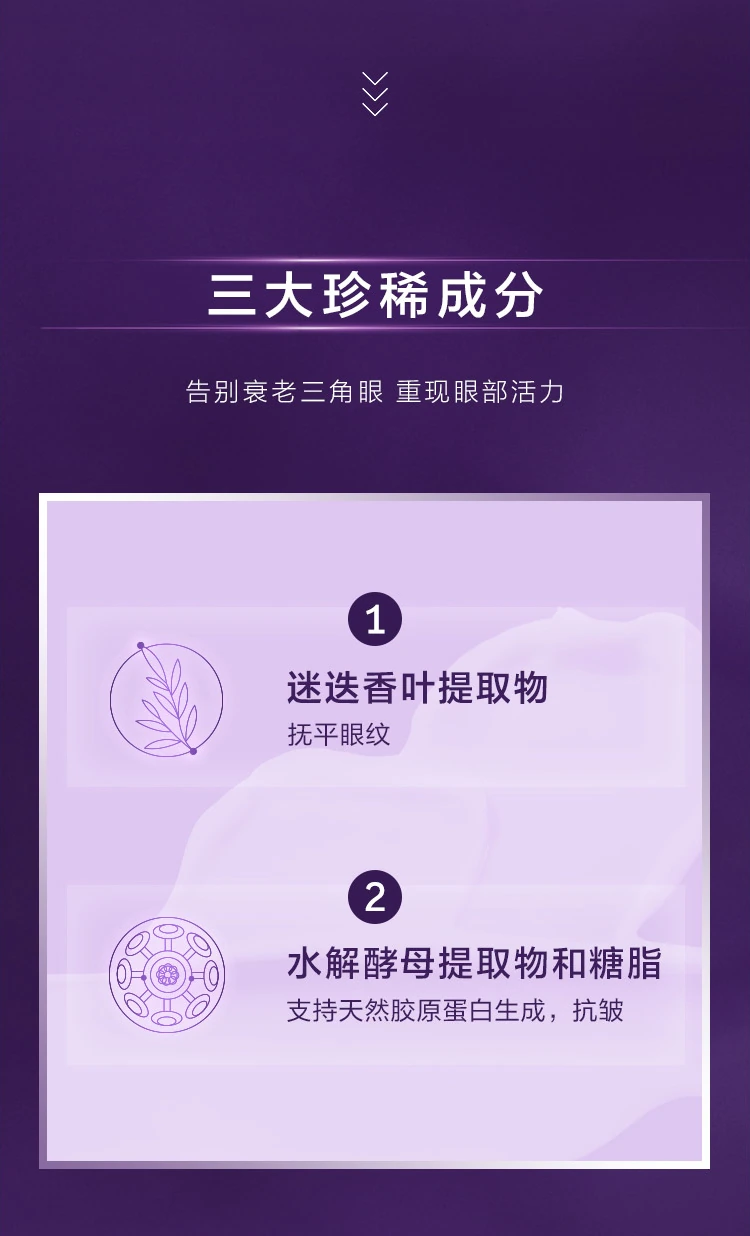 三大珍稀成分
告别衰老三角眼 重现眼部活力
1
迷迭香叶提取物
抚平眼纹
2
水解酵母提取物和糖脂
支持天然胶原蛋白生成，抗皱